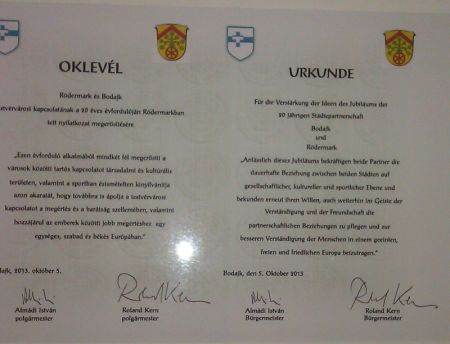 OKLEVÉL
Rödermark és Bodajk
testvérvárosi kapcsolatának a 20 éves évfordulóján Rödermarkban
tett nyilatkozat megerősítésére
„Ezen évforduló alkalmából mindkét fél megerősíti a
városok közötti tartós kapcsolatot társadalmi és kulturális
területen, valamint a sportban és ismételten kinyilvánítja
azon akaratát, hogy továbbra is ápolja a testvérvárosi
kapcsolatot a megértés és a barátság szellemében, valamint
hozzájárul az emberek közötti jobb megértéshez egy
egységes, szabad és békés Európában.“
Bodajk, 2013. október 5.
Almádi István
polgármester
Roland Kern
polgármester
URKUNDE
Für die Verstärkung der Ideen des Jubiläums der
20 jährigen Städtepartnerschaft
Bodajk
und
Rödermark
"Anlässlich dieses Jubiläums bekräftigen beide Partner die
dauerhafte Beziehung zwischen beiden Städten auf
gesellschaftlicher, kultureller und sportlicher Ebene und
bekunden erneut ihren Willen, auch weiterhin im Geiste der
Verständigung und der Freundschaft die
partnerschaftlichen Beziehungen zu pflegen und zur
besseren Verständigung der Menschen in einem geeinten,
freien und friedlichen Europa beizutragen."
Bodajk, den 5. Oktober 2013
Almádi István
Bürgermeister
Roland Kern
Bürgermeister